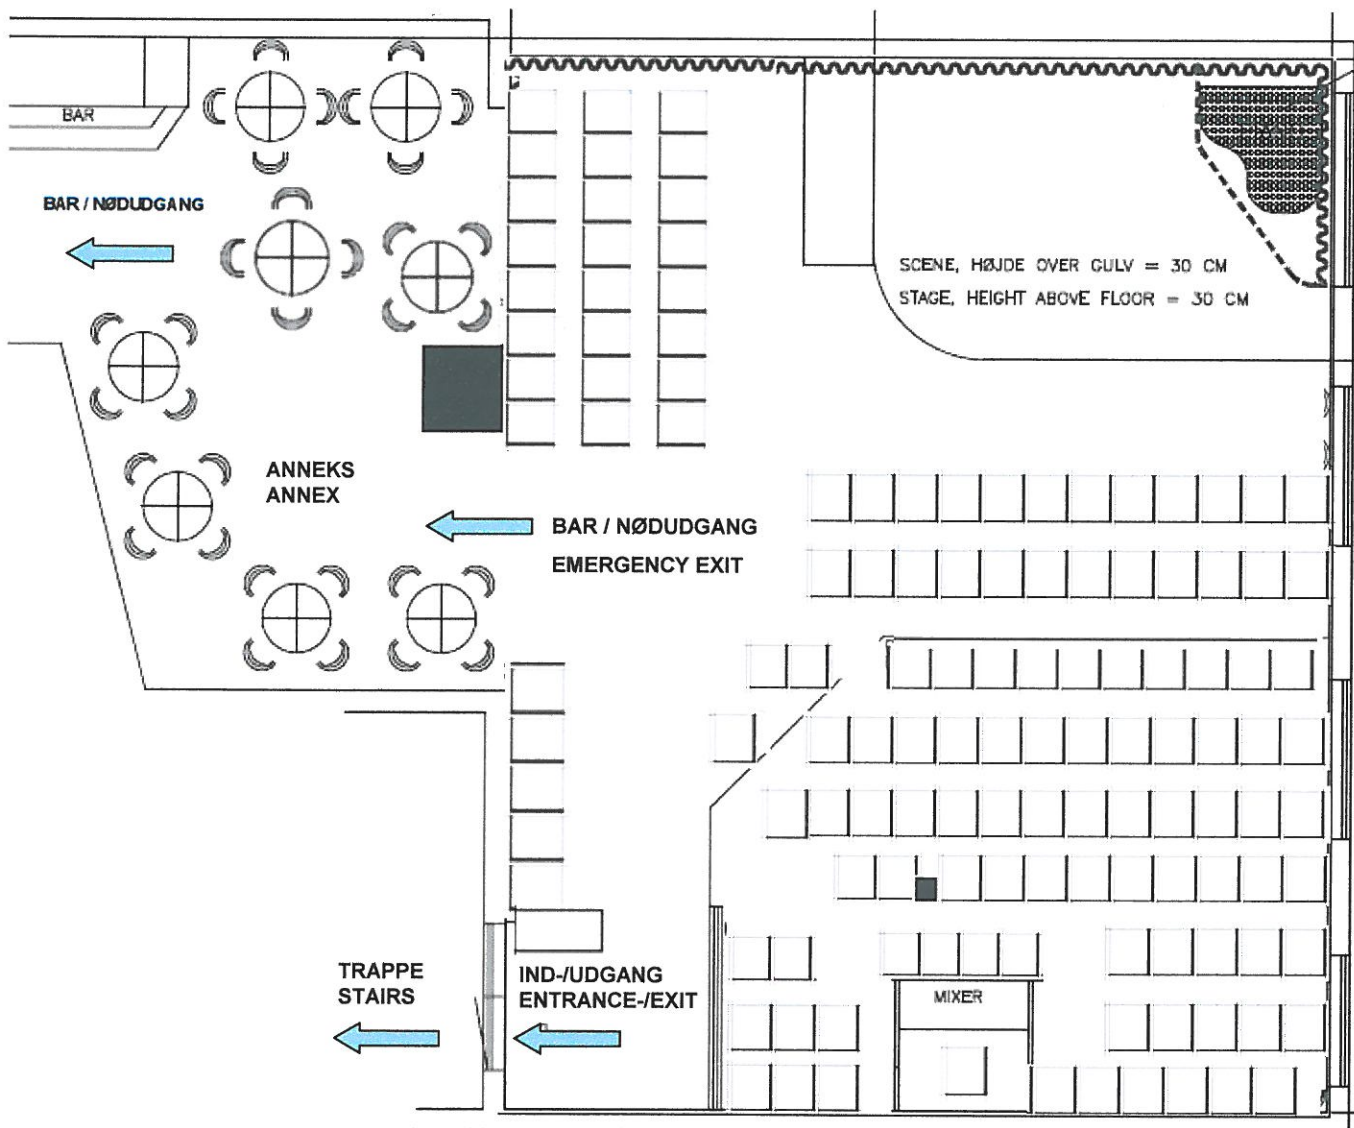 BAR
BAR / NØDUDGANG
SCENE, HØJDE OVER GULV = 30 CM
STAGE, HEIGHT ABOVE FLOOR = 30 CM
ANNEKS
ANNEX
BAR / NØDUDGANG
EMERGENCY EXIT
TRAPPE
STAIRS
IND-/UDGANG
ENTRANCE-/EXIT
MIXER